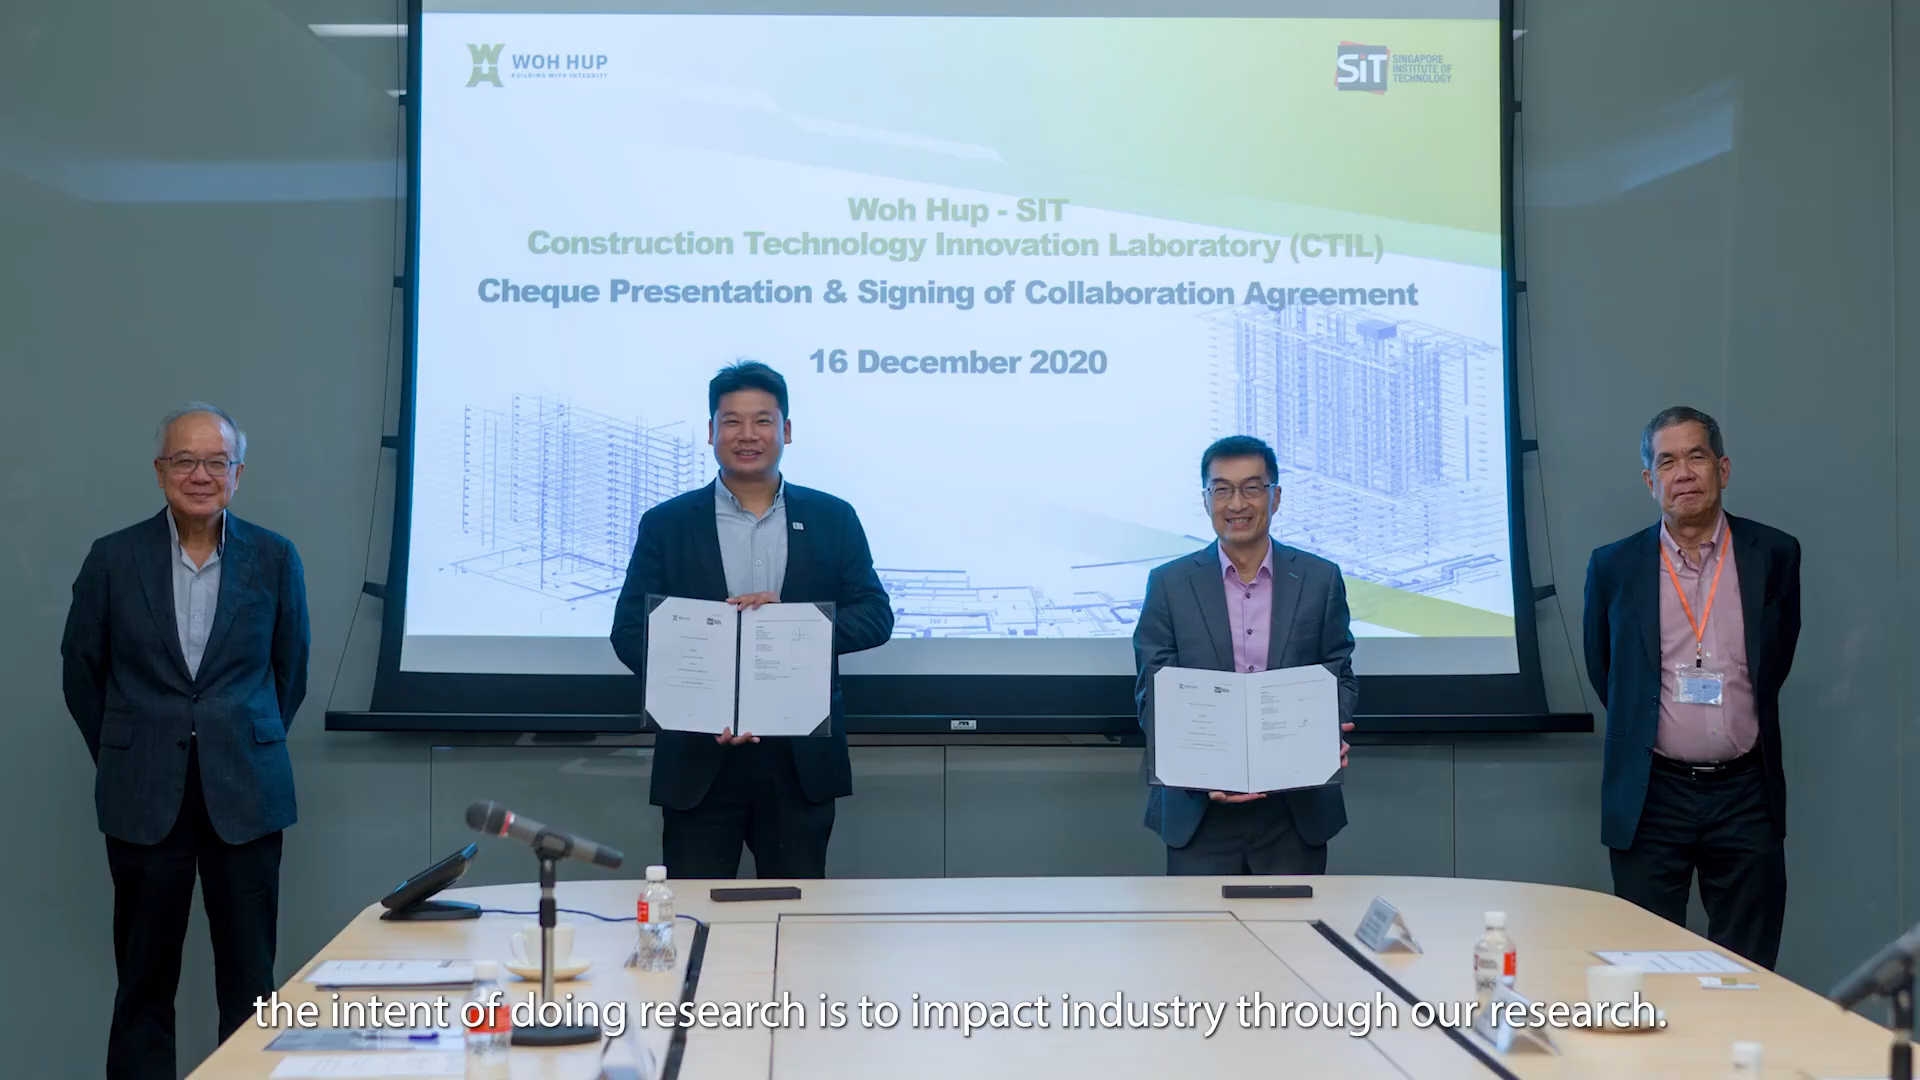 WOH HUP
BUILDING WITH INTEGRITY
SiT
SINGAPORE
INSTITUTE OF
TECHNOLOGY
Woh Hup - SIT
Construction Technology Innovation Laboratory (CTIL)
Cheque Presentation & Signing of Collaboration Agreement
16 December 2020
the intent of doing research is to impact industry through our research.